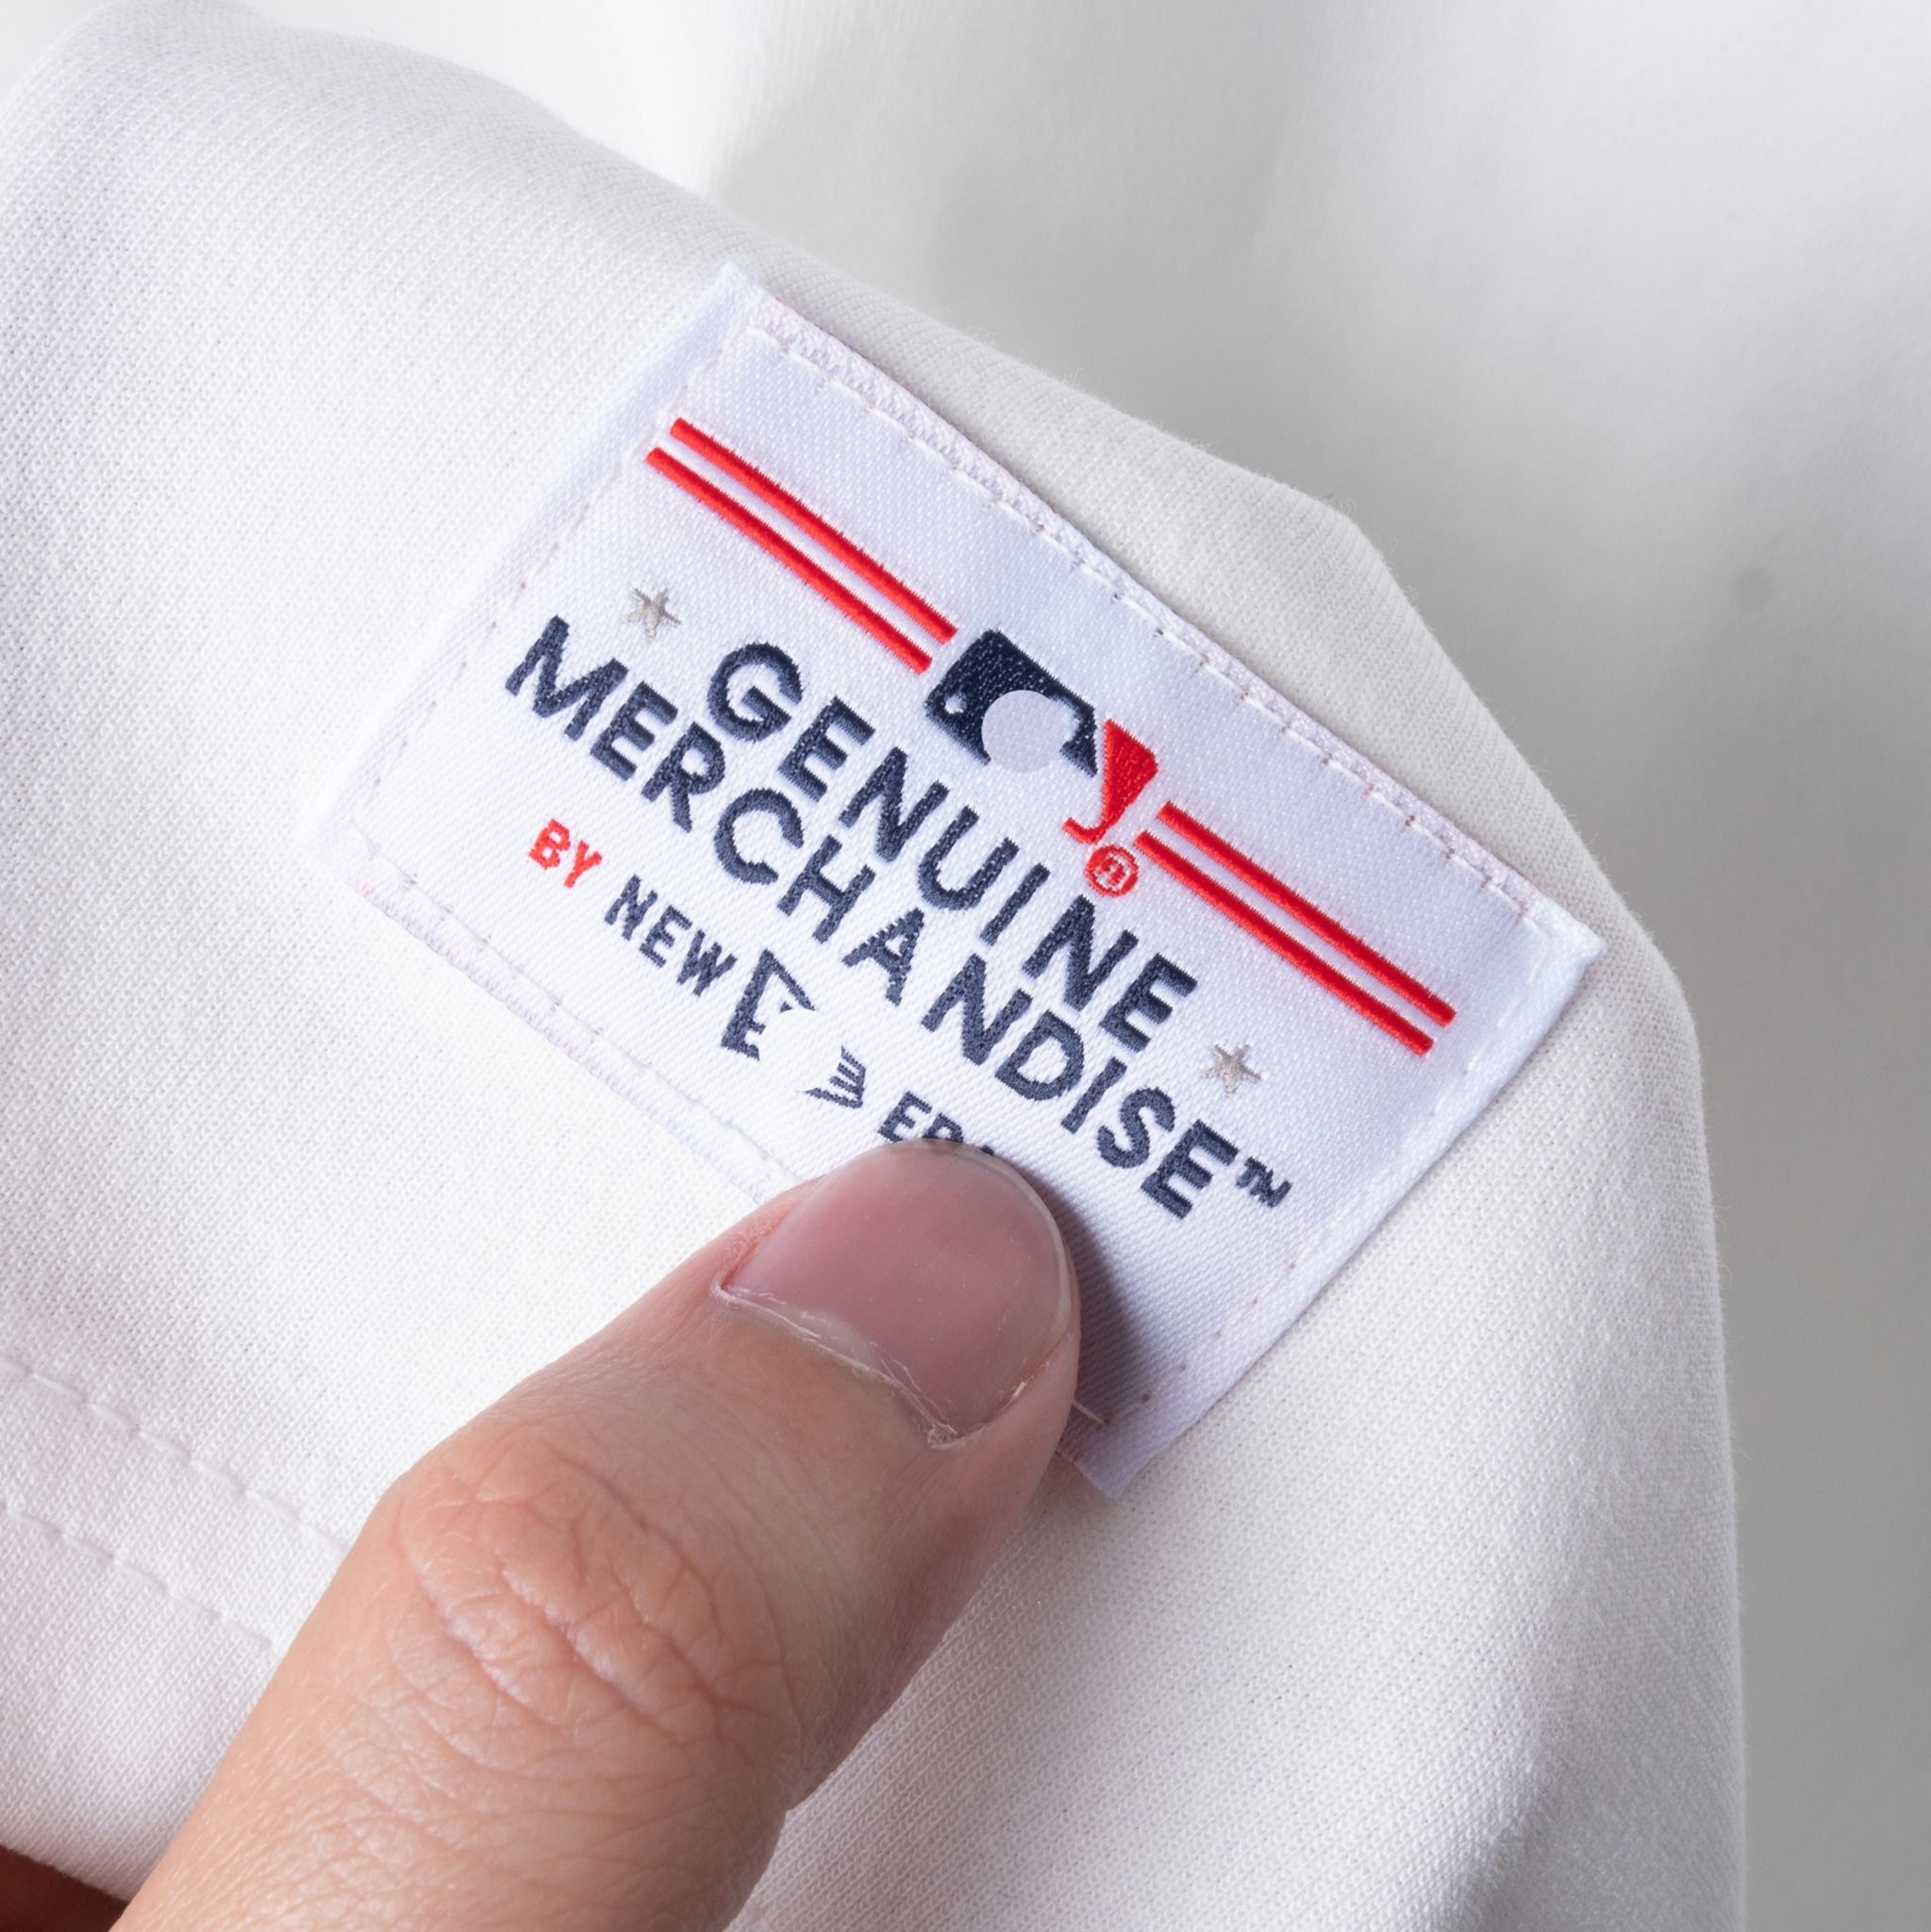 ®
GENUINE
MERCHANDISE™
BY NEW